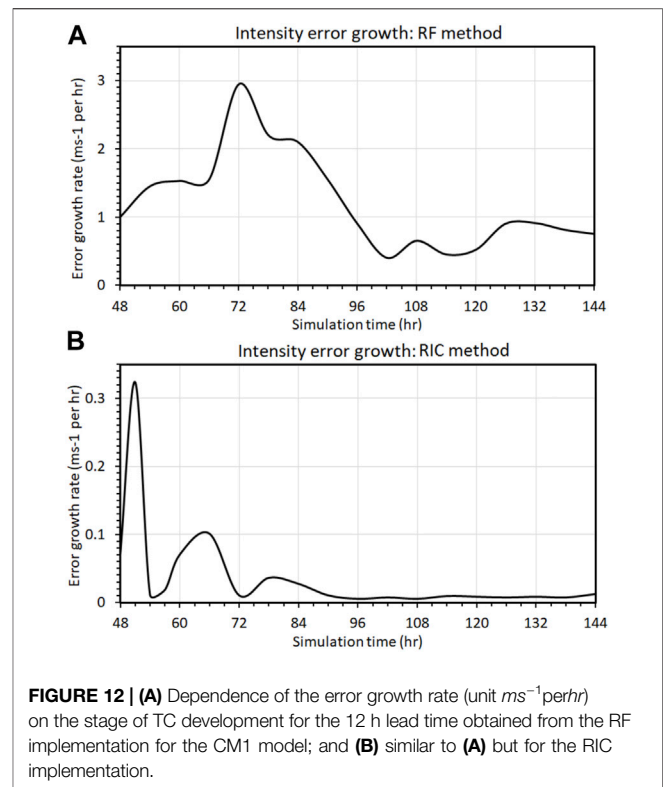 A
Intensity error growth: RF method
Error growth rate (ms-1 per hr)
3
2
1
0
48 60 72 84 96 108 120 132 144
Simulation time (hr)
B
Intensity error growth: RIC method
Error growth rate (ms-1 per hr)
0.3
0.2
0.1
0
48 60 72 84 96 108 120 132 144
Simulation time (hr)
FIGURE 12 | (A) Dependence of the error growth rate (unit ms−1perhr)
on the stage of TC development for the 12 h lead time obtained from the RF
implementation for the CM1 model; and (B) similar to (A) but for the RIC
implementation.